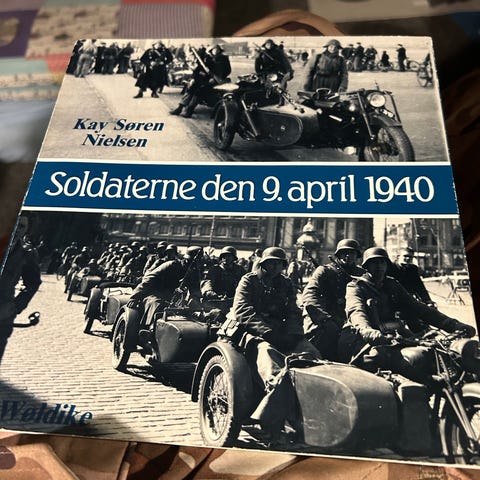 Kay Søren
Nielsen
Soldaterne den 9. april 1940
Wøldike